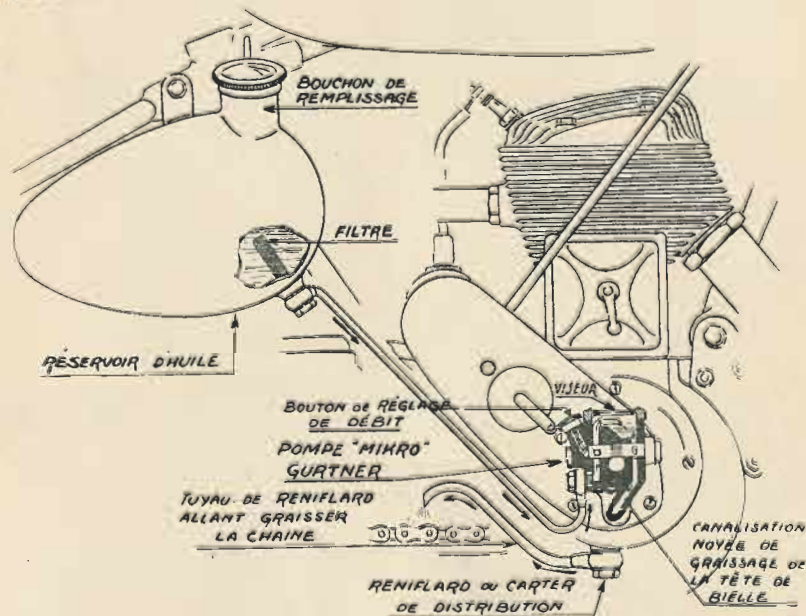 BOUCHON DE
REMPLISSAGE
FILTRE
RÉSERVOIR D'HUILE
VISEUR
BOUTON DE RÉGLAGE
DE DÉBIT
POMPE "MIKRO"
GURTNER
TUYAU DE RENIFLARD
ALLANT GRAISSER
LA CHAINE
RENIFLARD DU CARTER
DE DISTRIBUTION
CANALISATION
NOYÉE DE
GRAISSAGE DE
LA TÊTE DE
BIELLE